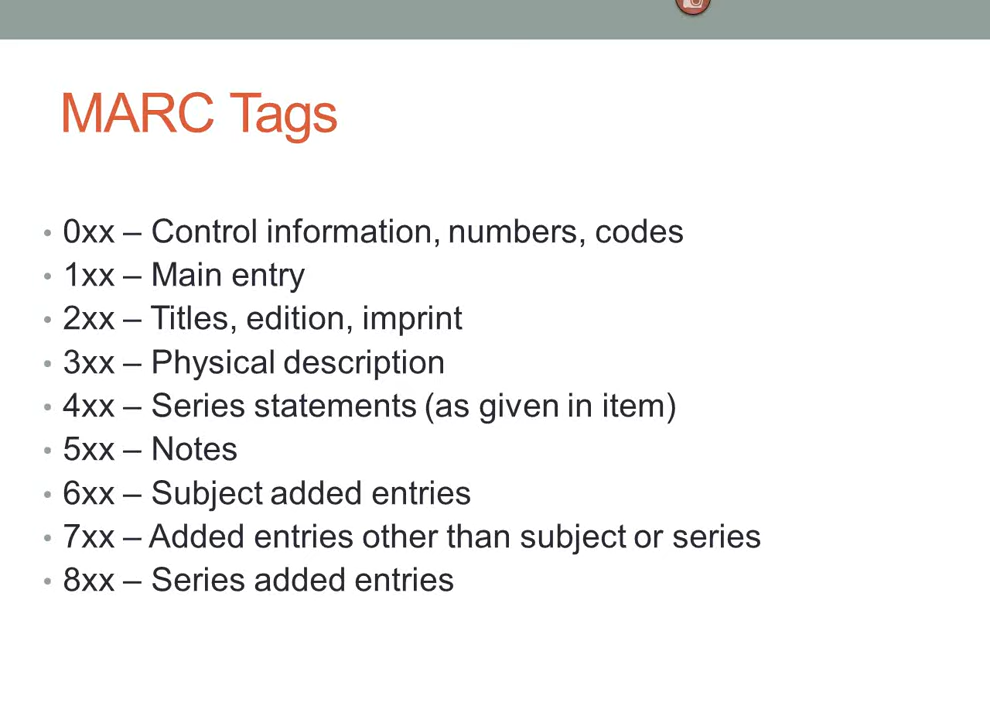 MARC Tags
• 0xx – Control information, numbers, codes
• 1xx – Main entry
• 2xx – Titles, edition, imprint
• 3xx – Physical description
• 4xx – Series statements (as given in item)
• 5xx – Notes
• 6xx – Subject added entries
• 7xx – Added entries other than subject or series
• 8xx – Series added entries